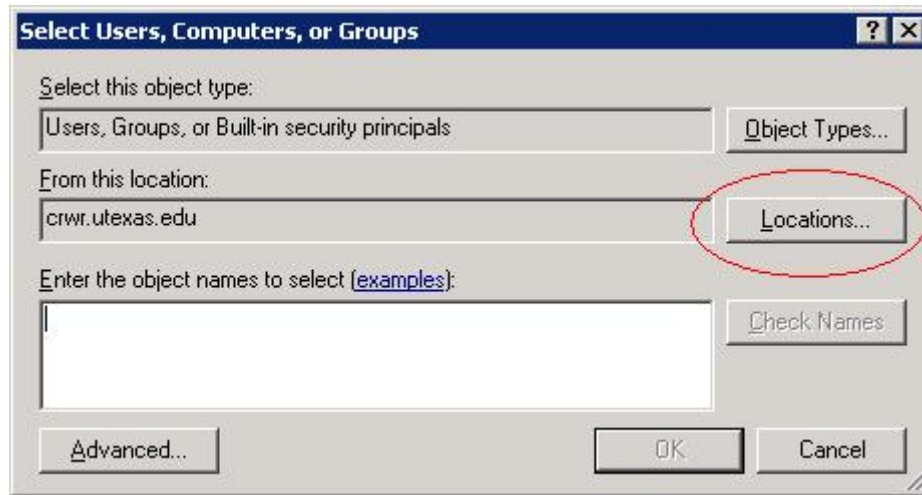 Select Users, Computers, or Groups
Select this object type:
Users, Groups, or Built-in security principals
Object Types...
From this location:
crwr.utexas.edu
Locations...
Enter the object names to select (examples):
Check Names
Advanced...
OK
Cancel